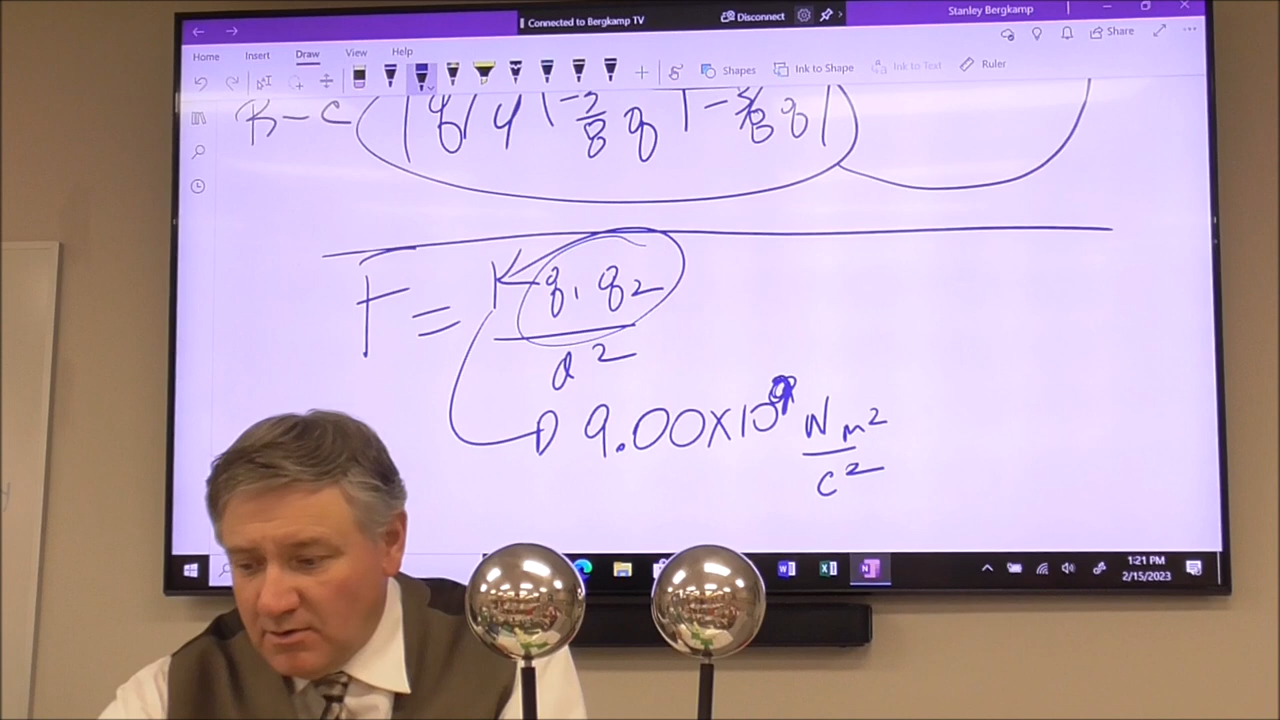 Connected to Bergkamp TV Disconnect
Stanley Bergkamp
Home Insert Draw View Help Share
Shapes Ink to Shape Ink to Text Ruler
F = K q1 q2
d2
9.00x109 N m2
C2
1:21 PM
2/15/2023